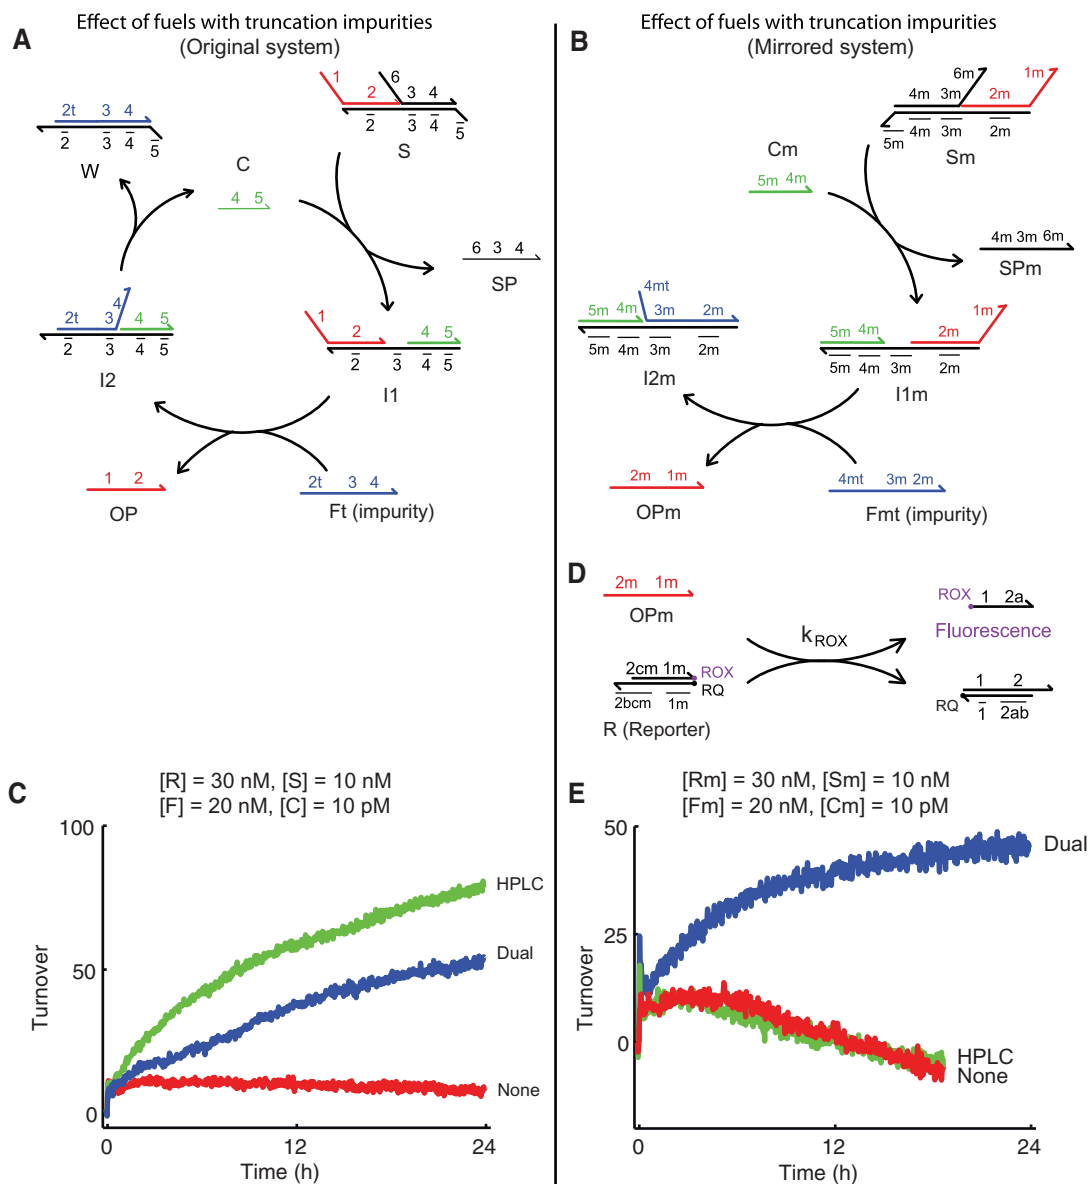 A
Effect of fuels with truncation impurities
(Original system)
2t 3 4
2 3 4 5
W
C
4 5
1
2
6
3 4
2 3 4 5
S
6 3 4
SP
2t 3 4 4 5
2 3 4 5
I2
1
2 4 5
2 3 4 5
I1
1 2
OP
2t 3 4
Ft (impurity)
B
Effect of fuels with truncation impurities
(Mirrored system)
6m 1m
4m 3m 2m
5m 4m 3m 2m
Sm
Cm
5m 4m
4m 3m 6m
SPm
4mt
5m 4m 3m 2m
5m 4m 3m 2m
I2m
1m
5m 4m 2m
5m 4m 3m 2m
I1m
2m 1m
OPm
4mt 3m 2m
Fmt (impurity)
D
2m 1m
OPm
2cm 1m ROX
RQ
2bcm 1m
R (Reporter)
kROX
ROX 1 2a
Fluorescence
1 2
RQ
1 2ab
C
[R] = 30 nM, [S] = 10 nM
[F] = 20 nM, [C] = 10 pM
100
50
0
Turnover
HPLC
Dual
None
0 12 24
Time (h)
E
[Rm] = 30 nM, [Sm] = 10 nM
[Fm] = 20 nM, [Cm] = 10 pM
50
25
0
Turnover
Dual
HPLC
None
0 12 24
Time (h)